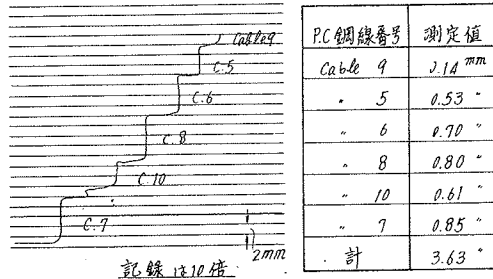 Cable9
C.5
C.6
C.8
C.10
C.7
2mm
記録は10倍
P.C鋼線番号 測定値
Cable 9 0.14 mm
" 5 0.53 "
" 6 0.70 "
" 8 0.80 "
" 10 0.61 "
" 7 0.85 "
計 3.63 "